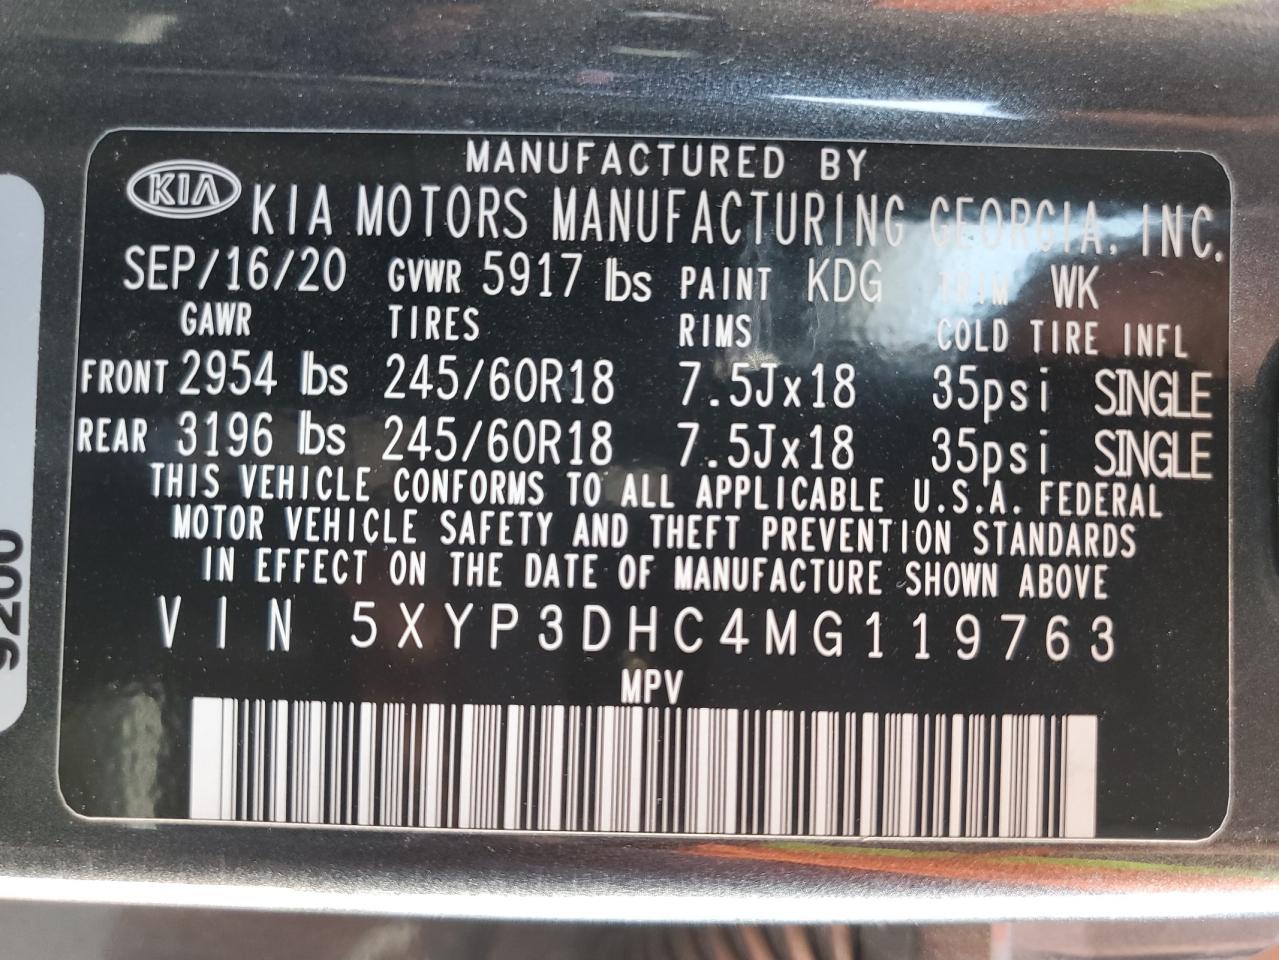 MANUFACTURED BY
KIA KIA MOTORS MANUFACTURING GEORGIA, INC.
SEP/16/20 GVWR 5917 lbs PAINT KDG TRIM WK
GAWR TIRES RIMS COLD TIRE INFL
FRONT 2954 lbs 245/60R18 7.5Jx18 35psi SINGLE
REAR 3196 lbs 245/60R18 7.5Jx18 35psi SINGLE
THIS VEHICLE CONFORMS TO ALL APPLICABLE U.S.A. FEDERAL
MOTOR VEHICLE SAFETY AND THEFT PREVENTION STANDARDS
IN EFFECT ON THE DATE OF MANUFACTURE SHOWN ABOVE
VIN 5XYP3DHC4MG119763
MPV
9200